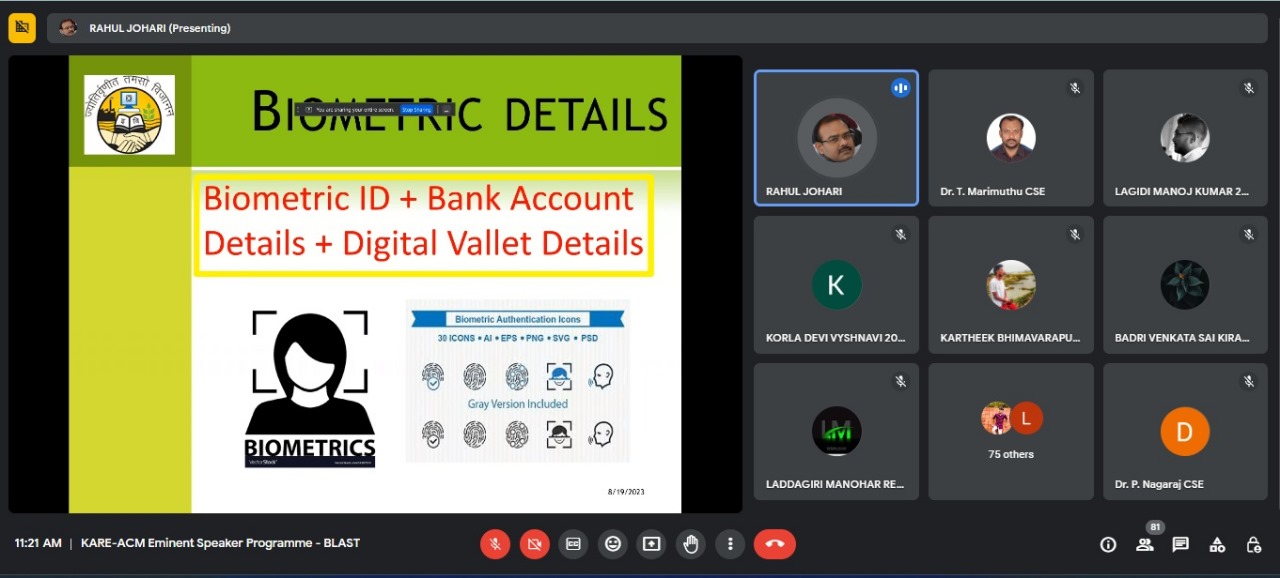 RAHUL JOHARI (Presenting)
ज्योतिर्वृणीत तमसो विजानन
BIOMETRIC DETAILS
You are sharing your entire screen. Stop Sharing
Biometric ID + Bank Account
Details + Digital Vallet Details
BIOMETRICS
VectorStock
Biometric Authentication Icons
30 ICONS • AI • EPS • PNG • SVG • PSD
Gray Version Included
8/19/2023
RAHUL JOHARI
Dr. T. Marimuthu CSE
LAGIDI MANOJ KUMAR 2...
K
KORLA DEVI VYSHNAVI 20...
KARTHEEK BHIMAVARAPU...
BADRI VENKATA SAI KIRA...
LM
LADDAGIRI MANOHAR RE...
L
75 others
D
Dr. P. Nagaraj CSE
11:21 AM | KARE-ACM Eminent Speaker Programme - BLAST
81